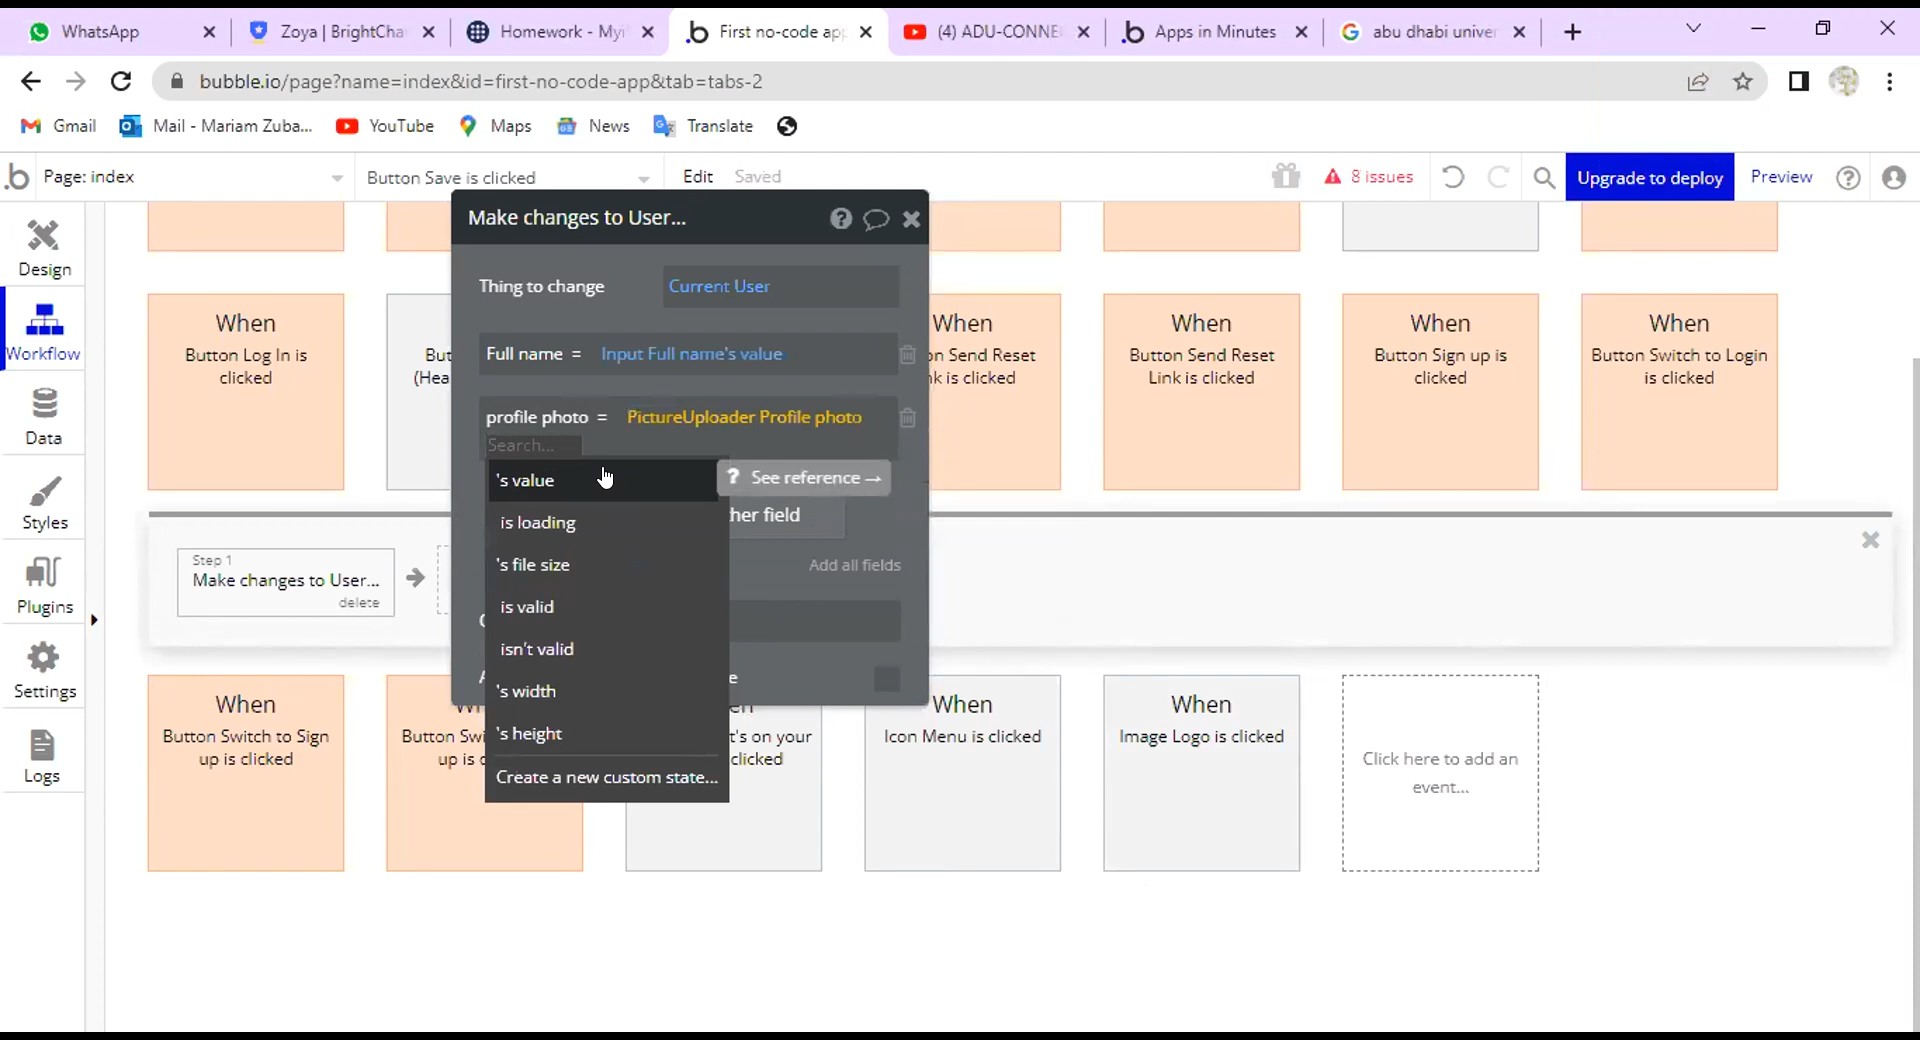 WhatsApp
Zoya | BrightCha
Homework - Myi
First no-code ap
(4) ADU-CONNE
Apps in Minutes
abu dhabi univer
bubble.io/page?name=index&id=first-no-code-app&tab=tabs-2
Gmail
Mail - Mariam Zuba...
YouTube
Maps
News
Translate
Page: index
Button Save is clicked
Edit
Saved
8 issues
Upgrade to deploy
Preview
Design
Workflow
Data
Styles
Plugins
Settings
Logs
Make changes to User...
Thing to change
Current User
Full name =
Input Full name's value
profile photo =
PictureUploader Profile photo
Search...
's value
? See reference →
is loading
her field
's file size
Add all fields
is valid
isn't valid
's width
e
's height
Create a new custom state...
When
Button Log In is
clicked
But
(Hea
When
n Send Reset
nk is clicked
When
Button Send Reset
Link is clicked
When
Button Sign up is
clicked
When
Button Switch to Login
is clicked
Step 1
Make changes to User...
delete
When
Button Switch to Sign
up is clicked
Button Swi
up is c
t's on your
clicked
When
Icon Menu is clicked
When
Image Logo is clicked
Click here to add an
event...